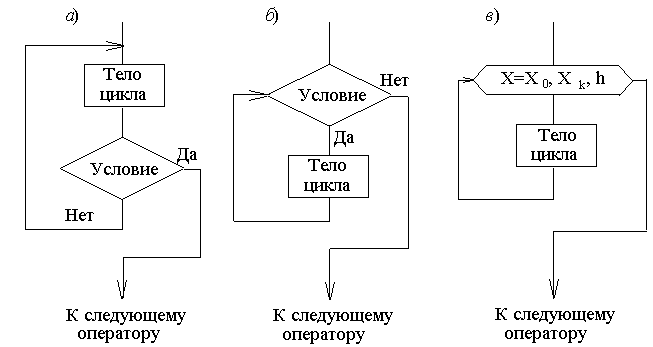 а)
Тело
цикла
Условие
Да
Нет
К следующему
оператору
б)
Нет
Условие
Да
Тело
цикла
К следующему
оператору
в)
X=X 0, X k, h
Тело
цикла
К следующему
оператору